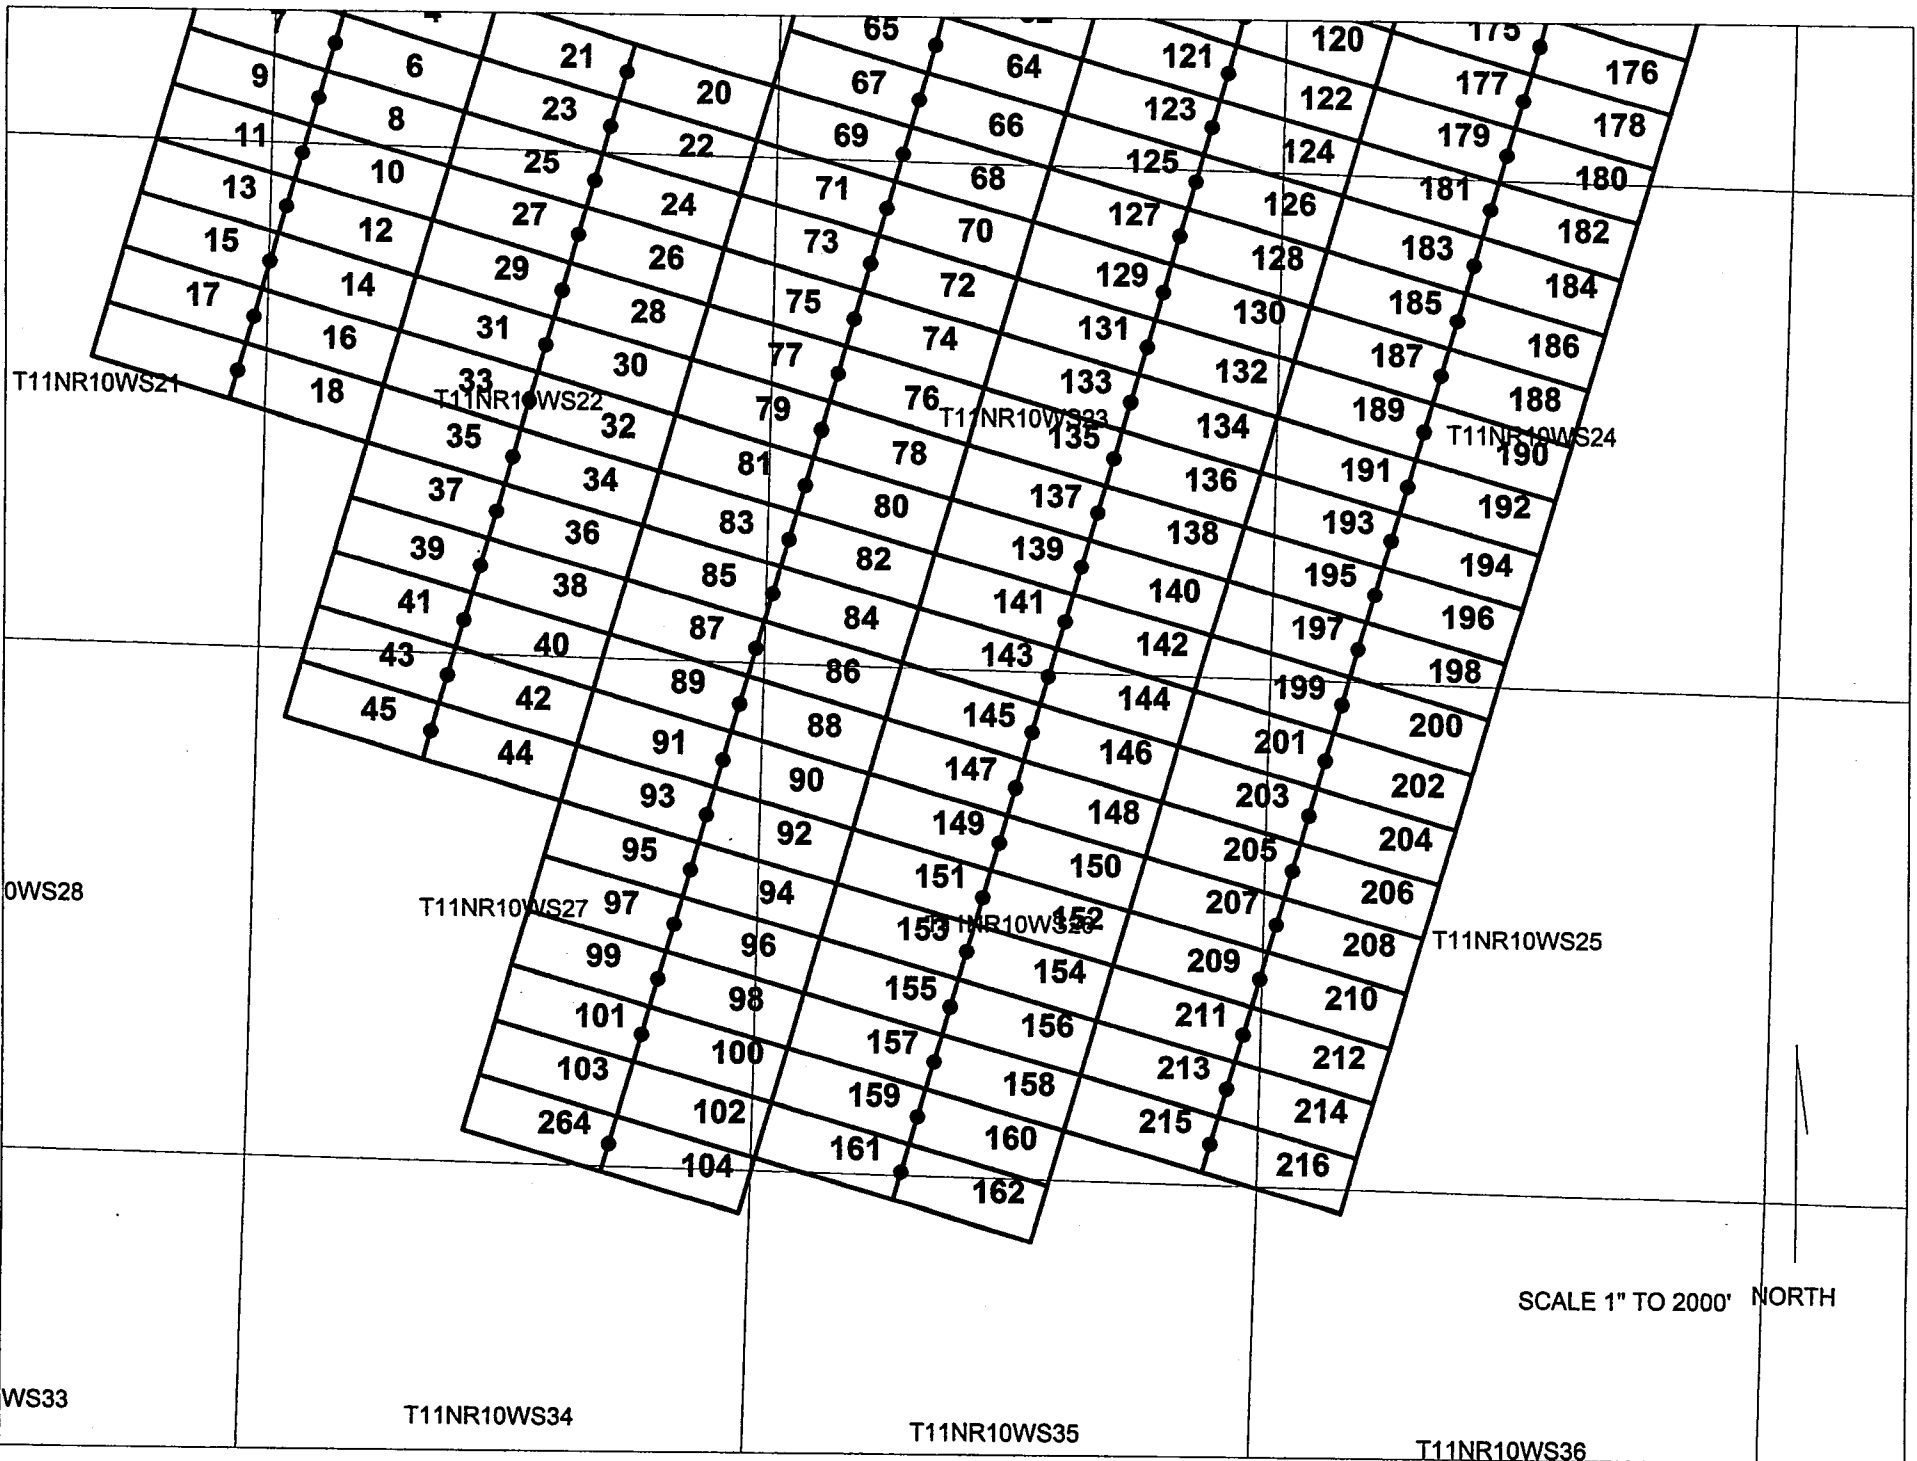 7 4 65 62 120 175
9 6 21 20 67 64 121 122 177 176
11 8 23 22 69 66 123 124 179 178
13 10 25 24 71 68 125 126 181 180
15 12 27 26 73 70 127 128 183 182
17 14 29 28 75 72 129 130 185 184
16 31 30 77 74 131 132 187 186
18 33 32 79 76 133 134 189 188
T11NR10WS21 T11NR10WS22 T11NR10WS23 T11NR10WS24
35 34 81 78 135 136 191 190
37 36 83 80 137 138 193 192
39 38 85 82 139 140 195 194
41 40 87 84 141 142 197 196
43 42 89 86 143 144 199 198
45 44 91 88 145 146 201 200
93 90 147 148 203 202
95 92 149 150 205 204
97 94 151 152 207 206
0WS28 T11NR10WS27 T11NR10WS26 T11NR10WS25
99 96 153 154 209 208
101 98 155 156 211 210
103 100 157 158 213 212
264 102 159 160 215 214
104 161 162 216
SCALE 1" TO 2000' NORTH
WS33 T11NR10WS34 T11NR10WS35 T11NR10WS36